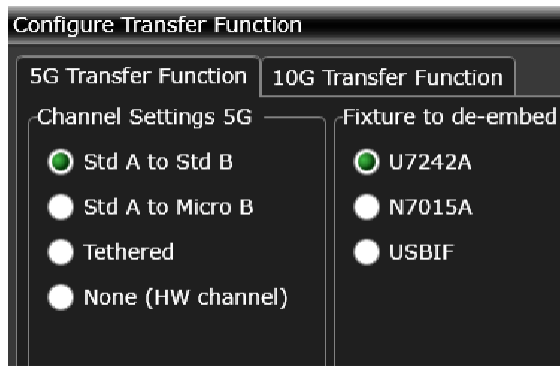 Configure Transfer Function
5G Transfer Function
10G Transfer Function
Channel Settings 5G
Fixture to de-embed
Std A to Std B
U7242A
Std A to Micro B
N7015A
Tethered
USBIF
None (HW channel)